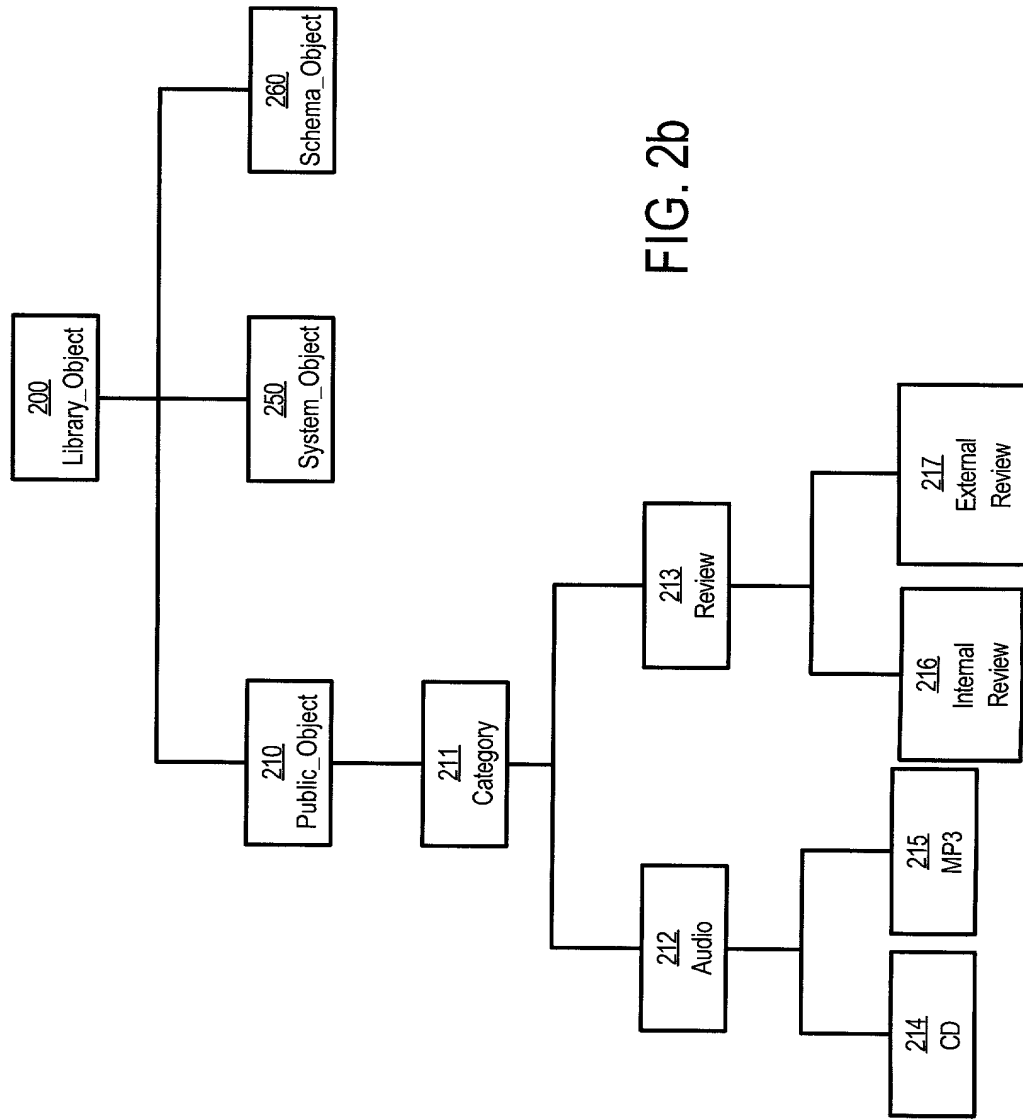 200
Library_Object
210
Public_Object
250
System_Object
260
Schema_Object
211
Category
212
Audio
213
Review
214
CD
215
MP3
216
Internal
Review
217
External
Review
FIG. 2b